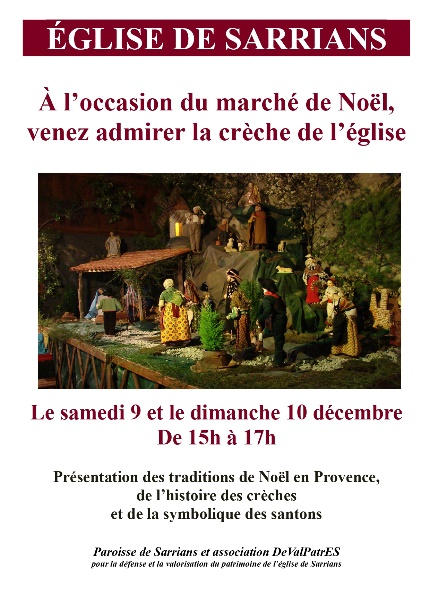 ÉGLISE DE SARRIANS
À l'occasion du marché de Noël,
venez admirer la crèche de l'église
Le samedi 9 et le dimanche 10 décembre
De 15h à 17h
Présentation des traditions de Noël en Provence,
de l'histoire des crèches
et de la symbolique des santons
Paroisse de Sarrians et association DeValPatrES
pour la défense et la valorisation du patrimoine de l'église de Sarrians